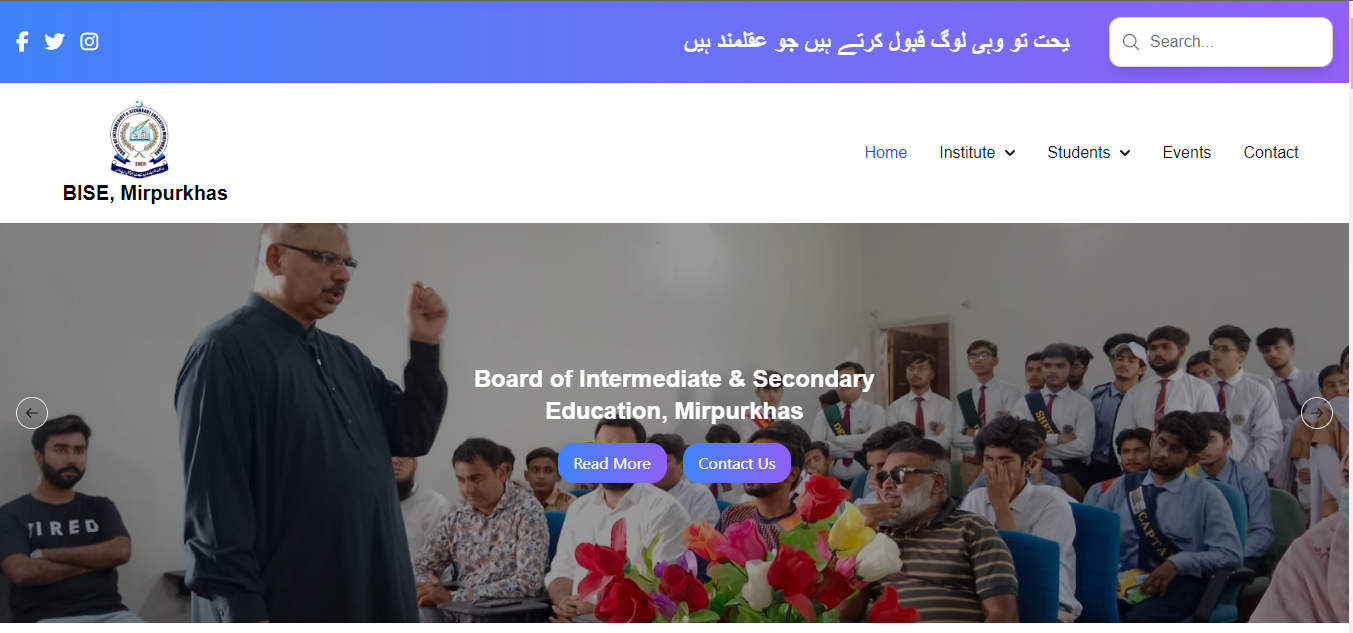 یحت تو وہی لوگ قبول کرتے ہیں جو عقلمند ہیں
Search...
BISE, Mirpurkhas
Home
Institute
Students
Events
Contact
Board of Intermediate & Secondary
Education, Mirpurkhas
Read More
Contact Us
TIRED
CAPTA